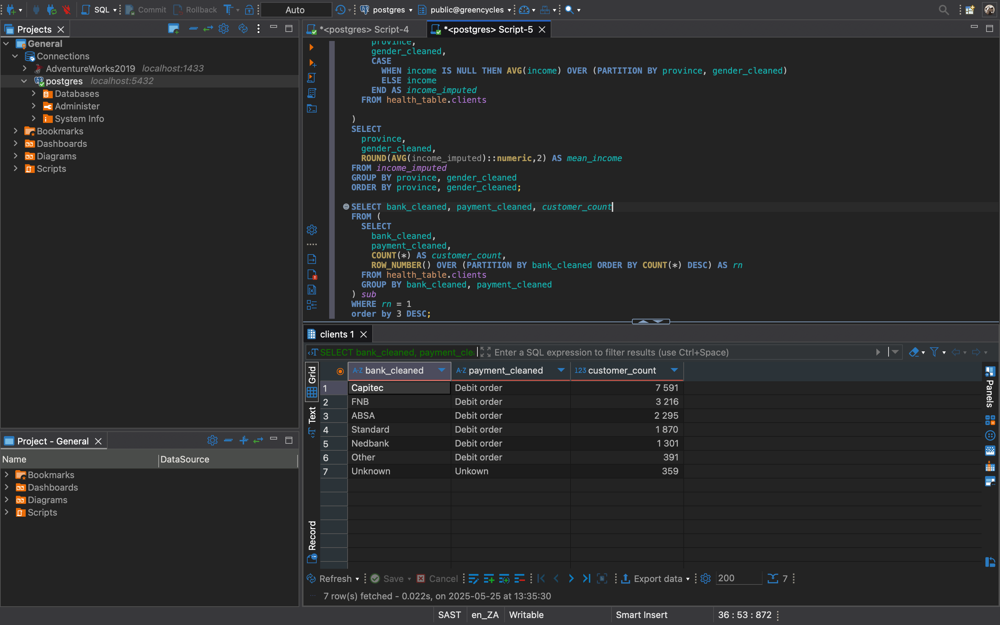 SQL Commit Rollback Auto postgres public@greencycles
Projects
General
Connections
AdventureWorks2019 localhost:1433
postgres localhost:5432
Databases
Administer
System Info
Bookmarks
Dashboards
Diagrams
Scripts
Project - General
Name DataSource
Bookmarks
Dashboards
Diagrams
Scripts
*<postgres> Script-4 *<postgres> Script-5
province,
gender_cleaned,
CASE
WHEN income IS NULL THEN AVG(income) OVER (PARTITION BY province, gender_cleaned)
ELSE income
END AS income_imputed
FROM health_table.clients
)
SELECT
province,
gender_cleaned,
ROUND(AVG(income_imputed)::numeric,2) AS mean_income
FROM income_imputed
GROUP BY province, gender_cleaned
ORDER BY province, gender_cleaned;
SELECT bank_cleaned, payment_cleaned, customer_count
FROM (
SELECT
bank_cleaned,
payment_cleaned,
COUNT(*) AS customer_count,
ROW_NUMBER() OVER (PARTITION BY bank_cleaned ORDER BY COUNT(*) DESC) AS rn
FROM health_table.clients
GROUP BY bank_cleaned, payment_cleaned
) sub
WHERE rn = 1
order by 3 DESC;
clients 1
SELECT bank_cleaned, payment_clea Enter a SQL expression to filter results (use Ctrl+Space)
Grid
Text
Record
A-Z bank_cleaned A-Z payment_cleaned 123 customer_count
1 Capitec Debit order 7 591
2 FNB Debit order 3 216
3 ABSA Debit order 2 295
4 Standard Debit order 1 870
5 Nedbank Debit order 1 301
6 Other Debit order 391
7 Unknown Unkown 359
Panels
Refresh Save Cancel Export data 200 7
7 row(s) fetched - 0.022s, on 2025-05-25 at 13:35:30
SAST en_ZA Writable Smart Insert 36 : 53 : 872